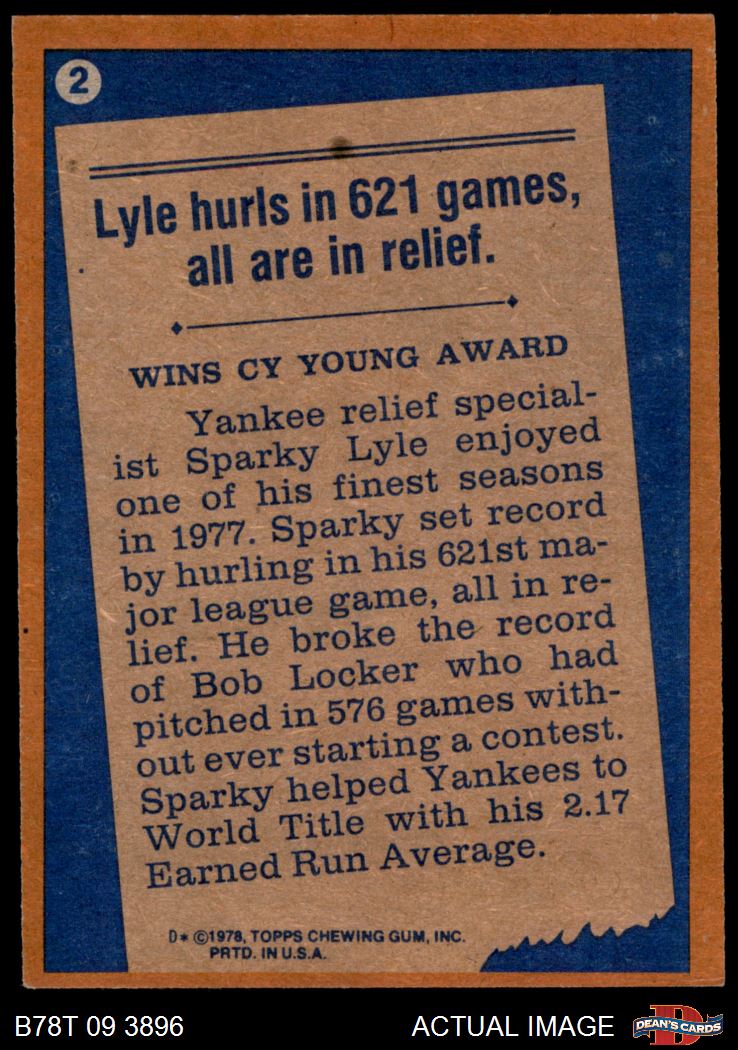 2
Lyle hurls in 621 games,
all are in relief.
WINS CY YOUNG AWARD
Yankee relief special-
ist Sparky Lyle enjoyed
one of his finest seasons
in 1977. Sparky set record
by hurling in his 621st ma-
jor league game, all in re-
lief. He broke the record
of Bob Locker who had
pitched in 576 games with-
out ever starting a contest.
Sparky helped Yankees to
World Title with his 2.17
Earned Run Average.
D* ©1978, TOPPS CHEWING GUM, INC.
PRTD. IN U.S.A.
B78T 09 3896
ACTUAL IMAGE
D
DEAN'S CARDS